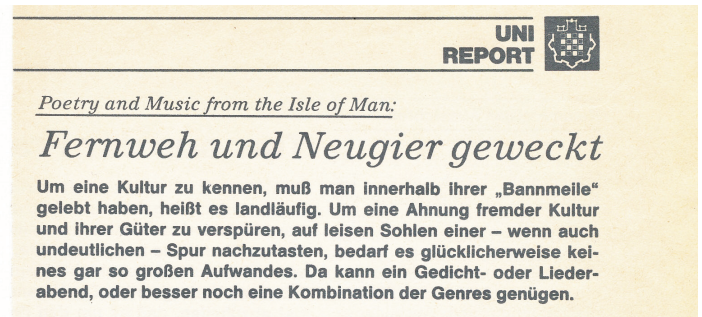 UNI
REPORT
Poetry and Music from the Isle of Man:
Fernweh und Neugier geweckt
Um eine Kultur zu kennen, muß man innerhalb ihrer „Bannmeile“
gelebt haben, heißt es landläufig. Um eine Ahnung fremder Kultur
und ihrer Güter zu verspüren, auf leisen Sohlen einer – wenn auch
undeutlichen – Spur nachzutasten, bedarf es glücklicherweise kei-
nes gar so großen Aufwandes. Da kann ein Gedicht- oder Lieder-
abend, oder besser noch eine Kombination der Genres genügen.